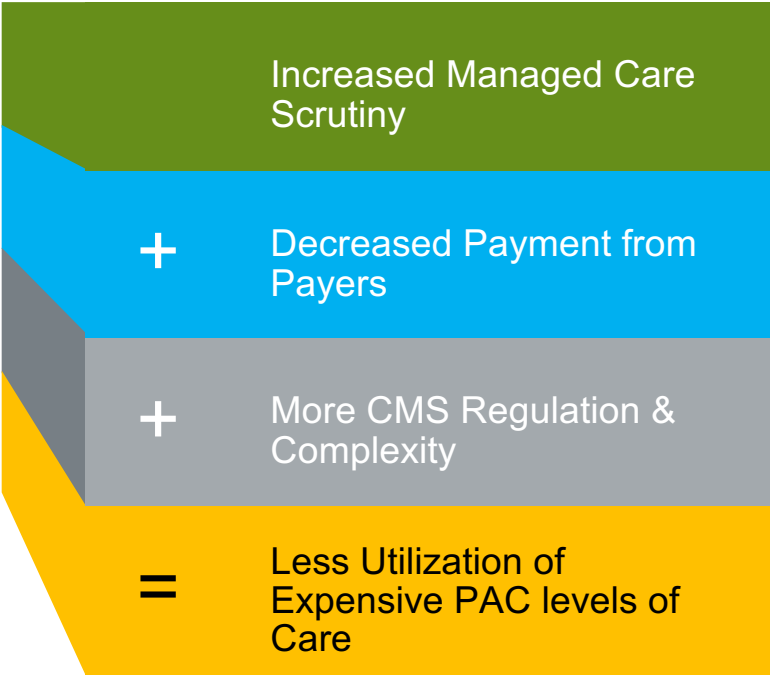 Increased Managed Care
Scrutiny
+
Decreased Payment from
Payers
+
More CMS Regulation &
Complexity
=
Less Utilization of
Expensive PAC levels of
Care